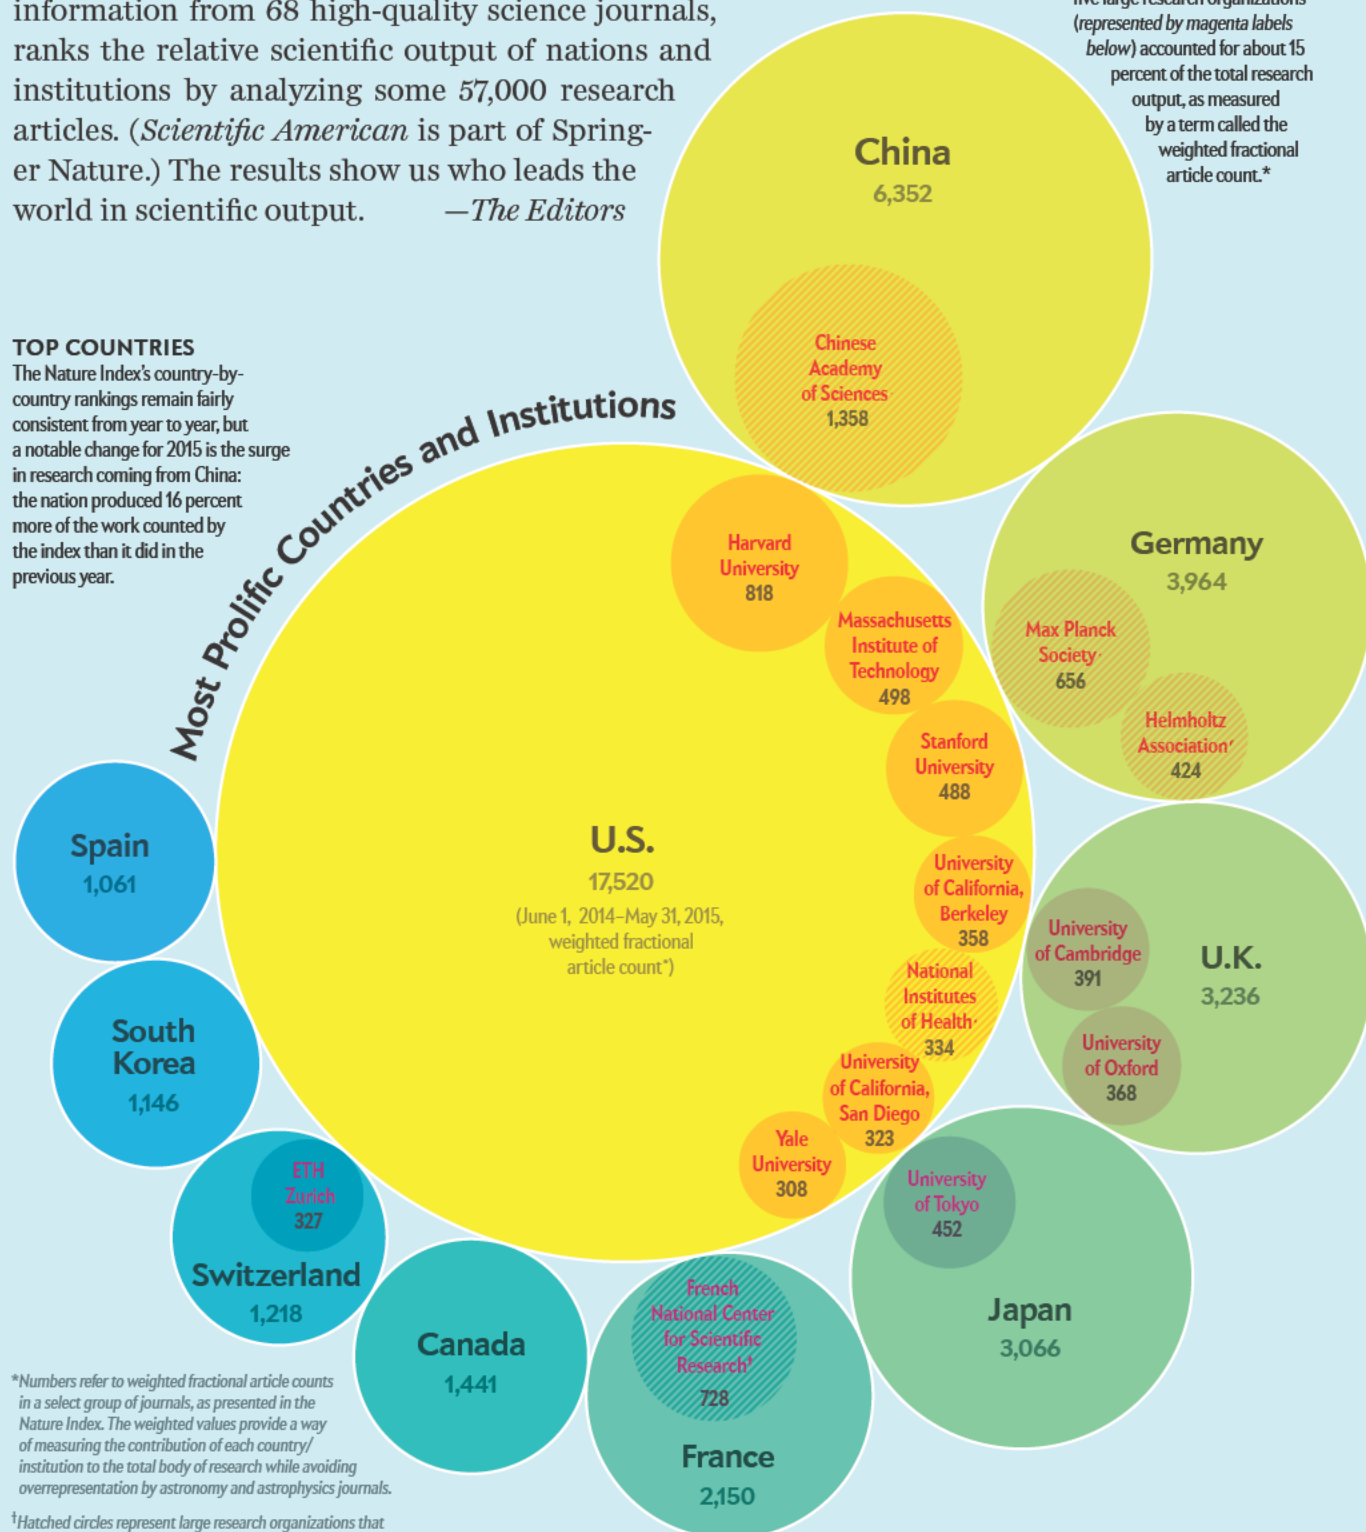 information from 68 high-quality science journals,
ranks the relative scientific output of nations and
institutions by analyzing some 57,000 research
articles. (Scientific American is part of Spring-
er Nature.) The results show us who leads the
world in scientific output. —The Editors
five large research organizations
(represented by magenta labels
below) accounted for about 15
percent of the total research
output, as measured
by a term called the
weighted fractional
article count.*
TOP COUNTRIES
The Nature Index's country-by-
country rankings remain fairly
consistent from year to year, but
a notable change for 2015 is the surge
in research coming from China:
the nation produced 16 percent
more of the work counted by
the index than it did in the
previous year.
Most Prolific Countries and Institutions
China
6,352
Chinese
Academy
of Sciences
1,358
Germany
3,964
Max Planck
Society
656
Helmholtz
Association
424
U.S.
17,520
(June 1, 2014–May 31, 2015,
weighted fractional
article count*)
Harvard
University
818
Massachusetts
Institute of
Technology
498
Stanford
University
488
University
of California,
Berkeley
358
National
Institutes
of Health
334
University
of California,
San Diego
323
Yale
University
308
U.K.
3,236
University
of Cambridge
391
University
of Oxford
368
Japan
3,066
University
of Tokyo
452
France
2,150
French
National Center
for Scientific
Research†
728
Canada
1,441
Switzerland
1,218
ETH
Zurich
327
South
Korea
1,146
Spain
1,061
*Numbers refer to weighted fractional article counts
in a select group of journals, as presented in the
Nature Index. The weighted values provide a way
of measuring the contribution of each country/
institution to the total body of research while avoiding
overrepresentation by astronomy and astrophysics journals.
†Hatched circles represent large research organizations that